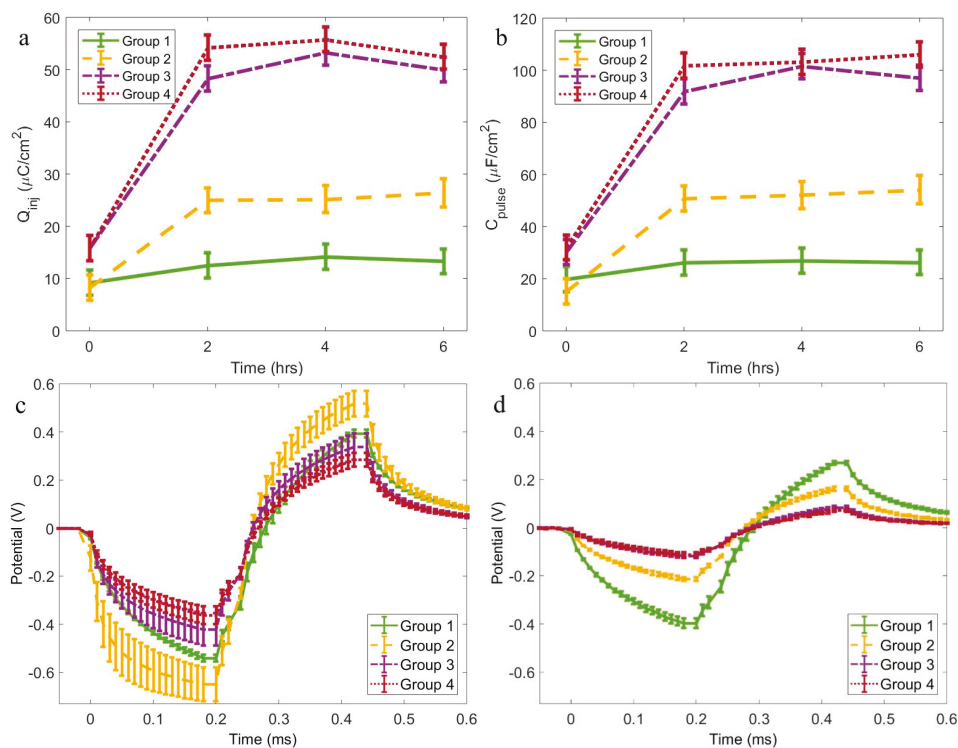 a
Q_inj (μC/cm²)
60
50
40
30
20
10
0
Group 1
Group 2
Group 3
Group 4
0 2 4 6
Time (hrs)
b
C_pulse (μF/cm²)
120
100
80
60
40
20
0
Group 1
Group 2
Group 3
Group 4
0 2 4 6
Time (hrs)
c
Potential (V)
0.6
0.4
0.2
0
-0.2
-0.4
-0.6
Group 1
Group 2
Group 3
Group 4
0 0.1 0.2 0.3 0.4 0.5 0.6
Time (ms)
d
Potential (V)
0.6
0.4
0.2
0
-0.2
-0.4
-0.6
Group 1
Group 2
Group 3
Group 4
0 0.1 0.2 0.3 0.4 0.5 0.6
Time (ms)